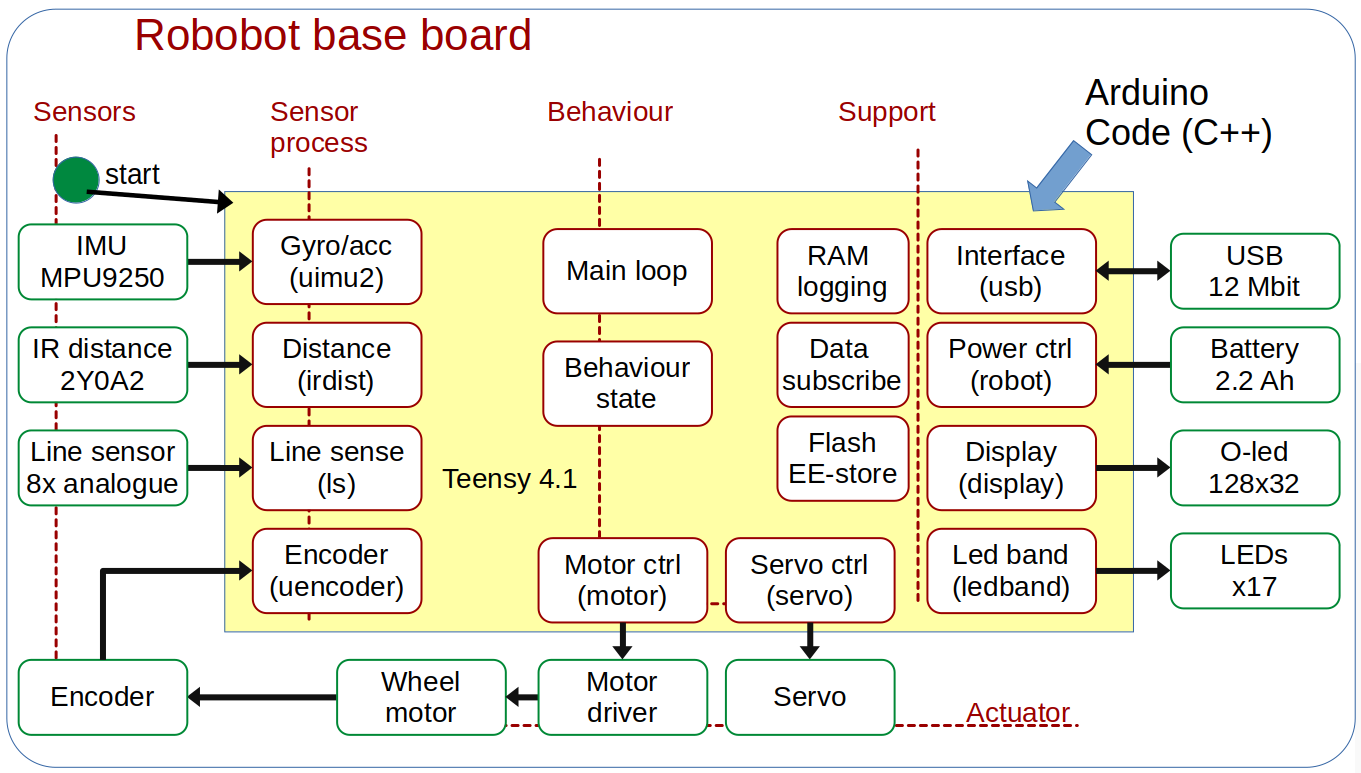 Robobot base board
Sensors
Sensor
process
Behaviour
Support
Arduino
Code (C++)
start
IMU
MPU9250
Gyro/acc
(uimu2)
Main loop
RAM
logging
Interface
(usb)
USB
12 Mbit
IR distance
2Y0A2
Distance
(irdist)
Behaviour
state
Data
subscribe
Power ctrl
(robot)
Battery
2.2 Ah
Line sensor
8x analogue
Line sense
(ls)
Teensy 4.1
Flash
EE-store
Display
(display)
O-led
128x32
Encoder
(uencoder)
Motor ctrl
(motor)
Servo ctrl
(servo)
Led band
(ledband)
LEDs
x17
Encoder
Wheel
motor
Motor
driver
Servo
Actuator